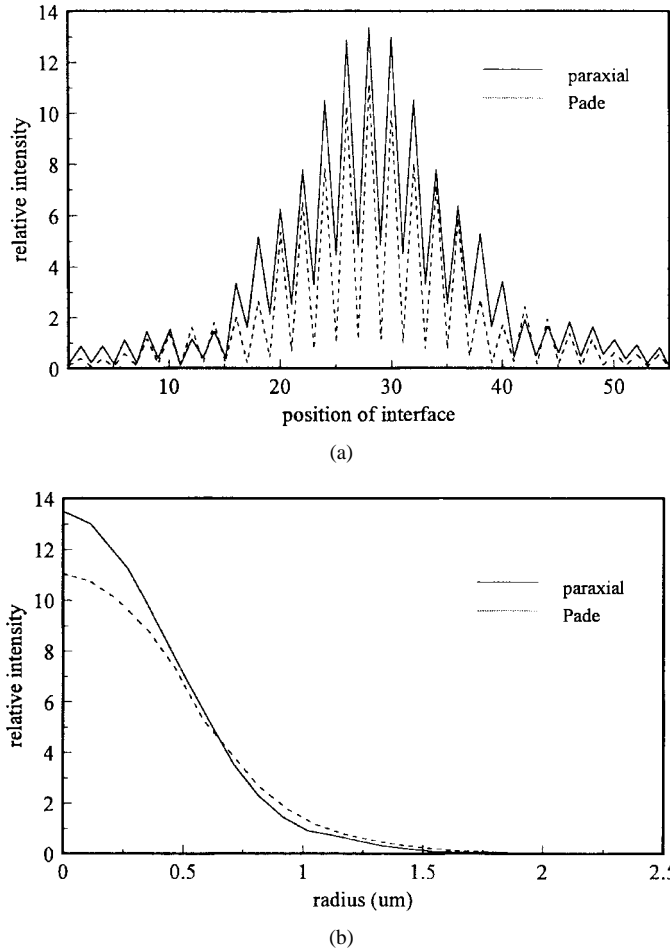 14
12
10
8
6
4
2
0
relative intensity
paraxial
Pade
10 20 30 40 50
position of interface
(a)
14
12
10
8
6
4
2
0
relative intensity
paraxial
Pade
0 0.5 1 1.5 2 2.5
radius (um)
(b)